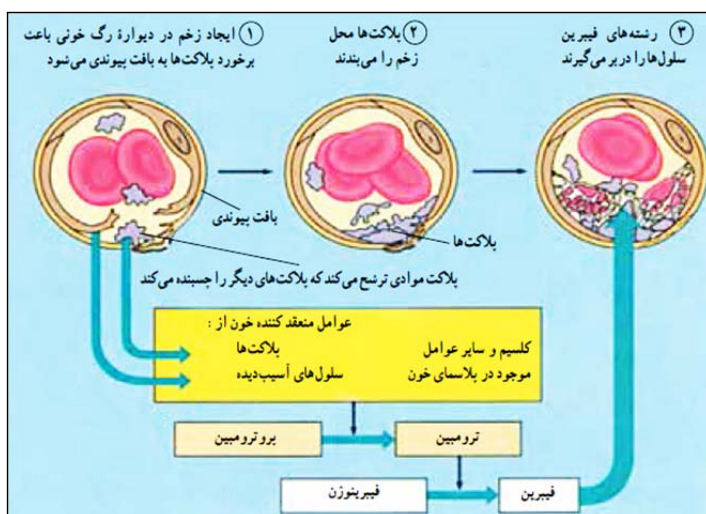 ① ایجاد زخم در دیوارهٔ رگ خونی باعث
برخورد پلاکت‌ها به بافت پیوندی می‌شود
② پلاکت‌ها محل
زخم را می‌بندند
③ رشته‌های فیبرین
سلول‌ها را در بر می‌گیرند
بافت پیوندی
پلاکت‌ها
پلاکت موادی ترشح می‌کند که پلاکت‌های دیگر را چسبنده می‌کند
عوامل منعقد کننده خون از :
پلاکت‌ها
کلسیم و سایر عوامل
سلول‌های آسیب‌دیده
موجود در پلاسمای خون
پروترومبین
ترومبین
فیبرینوژن
فیبرین